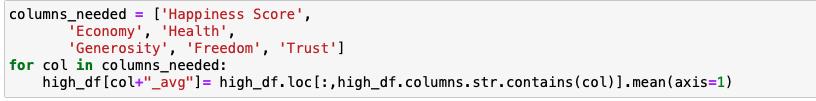 columns_needed = ['Happiness Score',
       'Economy', 'Health',
       'Generosity', 'Freedom', 'Trust']
for col in columns_needed:
    high_df[col+"_avg"]= high_df.loc[:,high_df.columns.str.contains(col)].mean(axis=1)